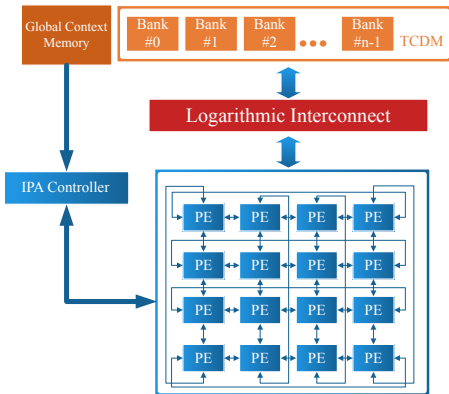 Global Context
Memory
Bank
#0
Bank
#1
Bank
#2
Bank
#n-1
TCDM
Logarithmic Interconnect
IPA Controller
PE PE PE PE
PE PE PE PE
PE PE PE PE
PE PE PE PE